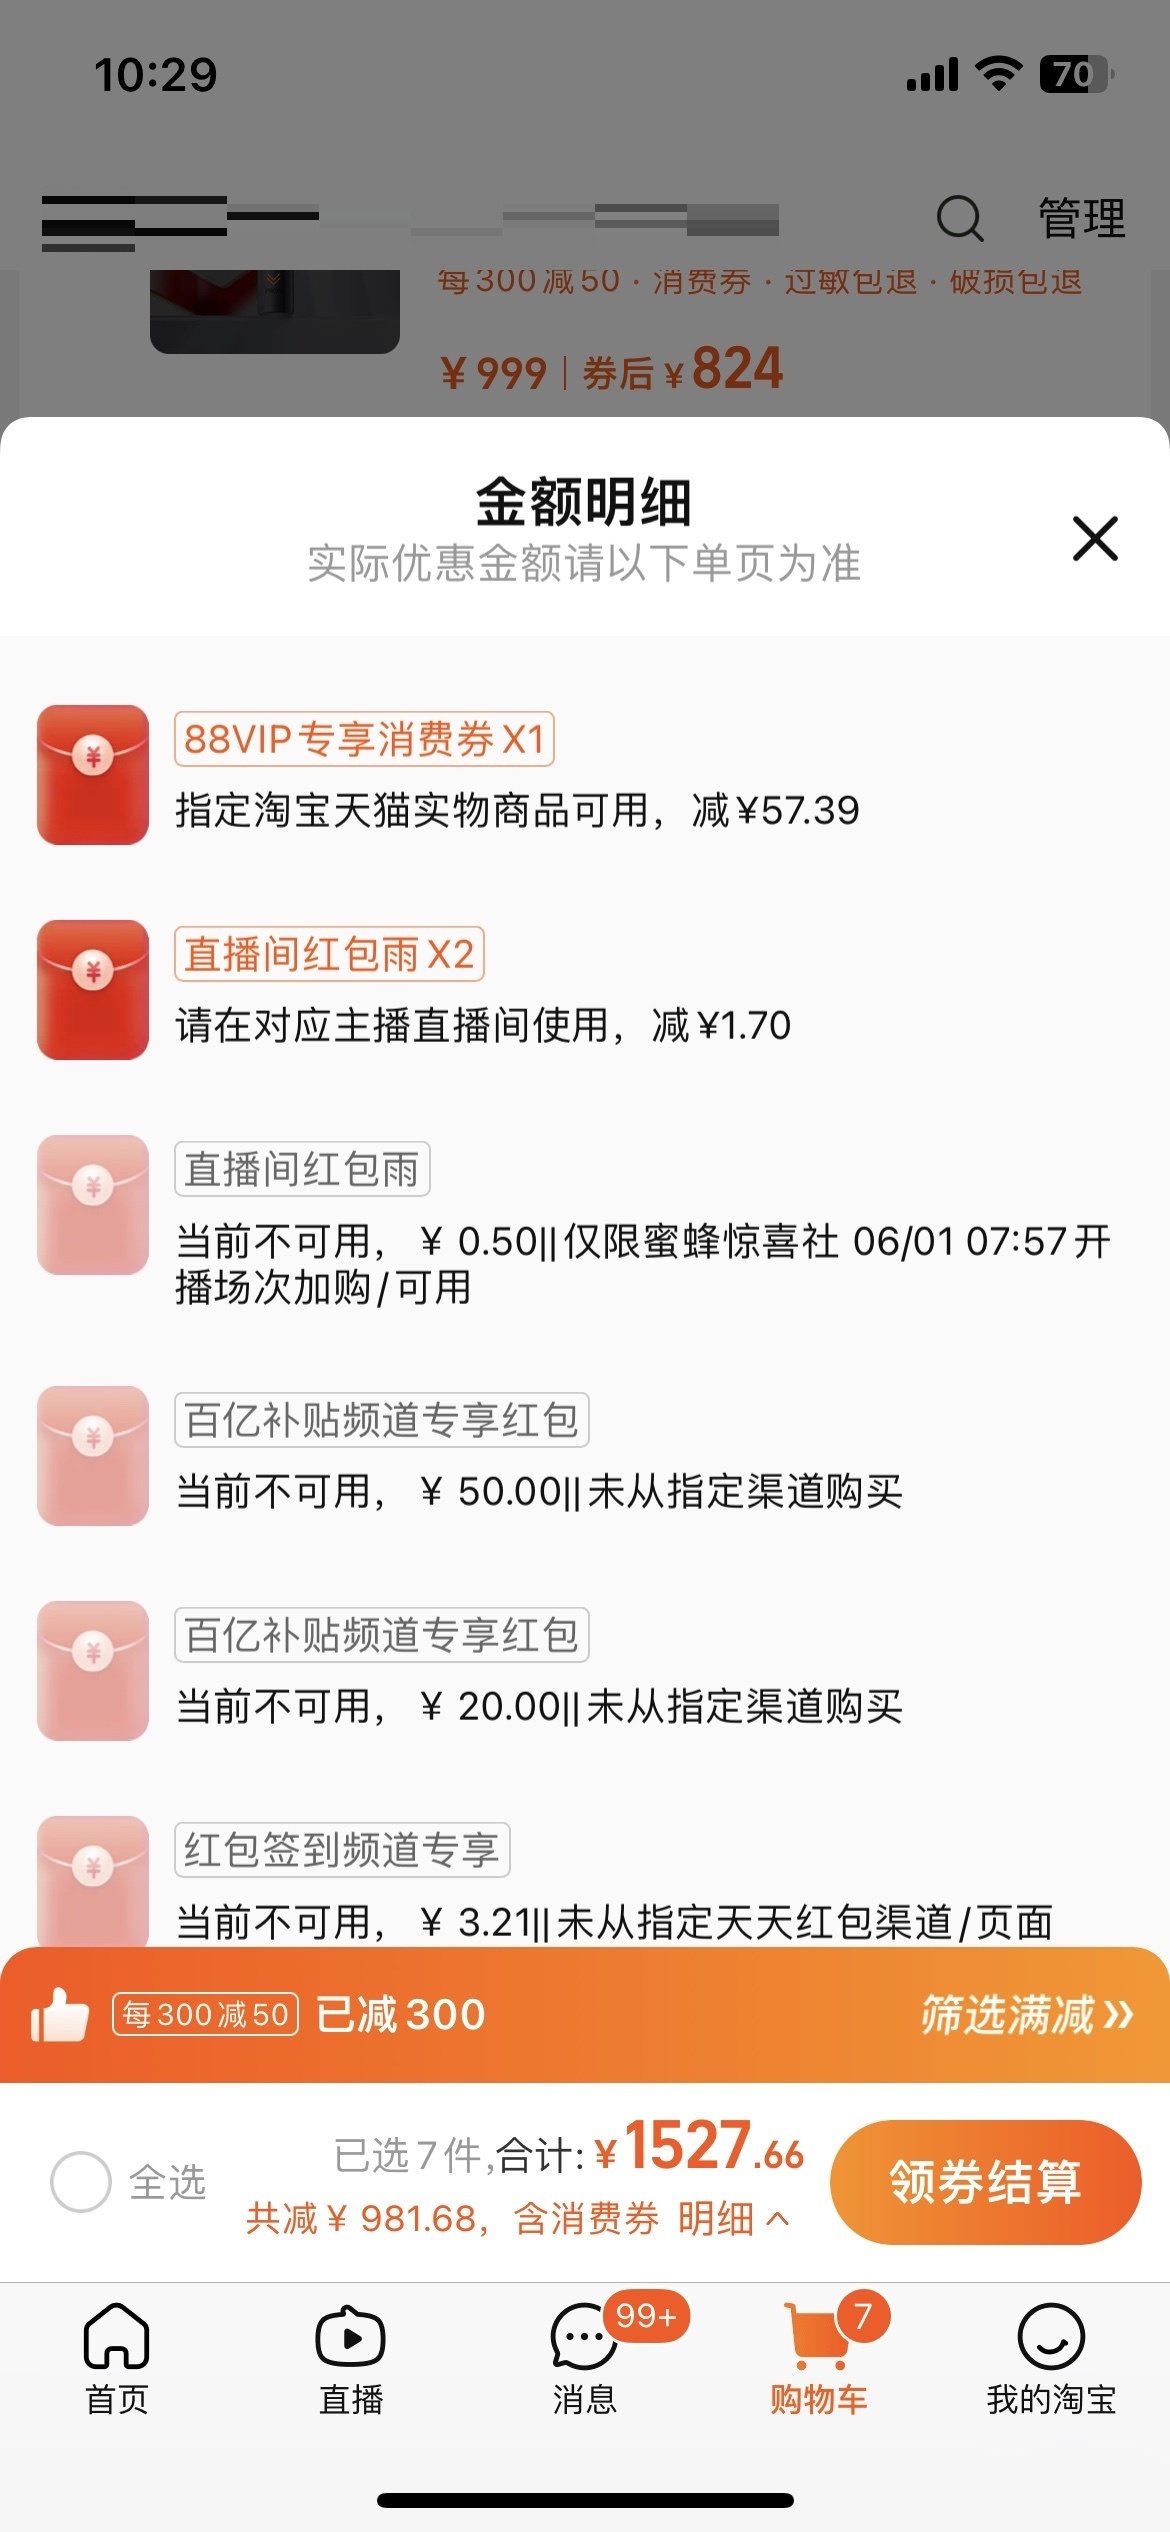 10:29
70
管理
每300减50 · 消费券 · 过敏包退 · 破损包退
¥999 | 券后¥824
金额明细
实际优惠金额请以下单页为准
88VIP专享消费券X1
指定淘宝天猫实物商品可用，减¥57.39
直播间红包雨X2
请在对应主播直播间使用，减¥1.70
直播间红包雨
当前不可用，¥ 0.50||仅限蜜蜂惊喜社 06/01 07:57开
播场次加购/可用
百亿补贴频道专享红包
当前不可用，¥ 50.00||未从指定渠道购买
百亿补贴频道专享红包
当前不可用，¥ 20.00||未从指定渠道购买
红包签到频道专享
当前不可用，¥ 3.21||未从指定天天红包渠道/页面
每300减50 已减300 筛选满减
全选 已选7件,合计:¥1527.66 领券结算
共减¥ 981.68，含消费券 明细
99+ 7
首页 直播 消息 购物车 我的淘宝